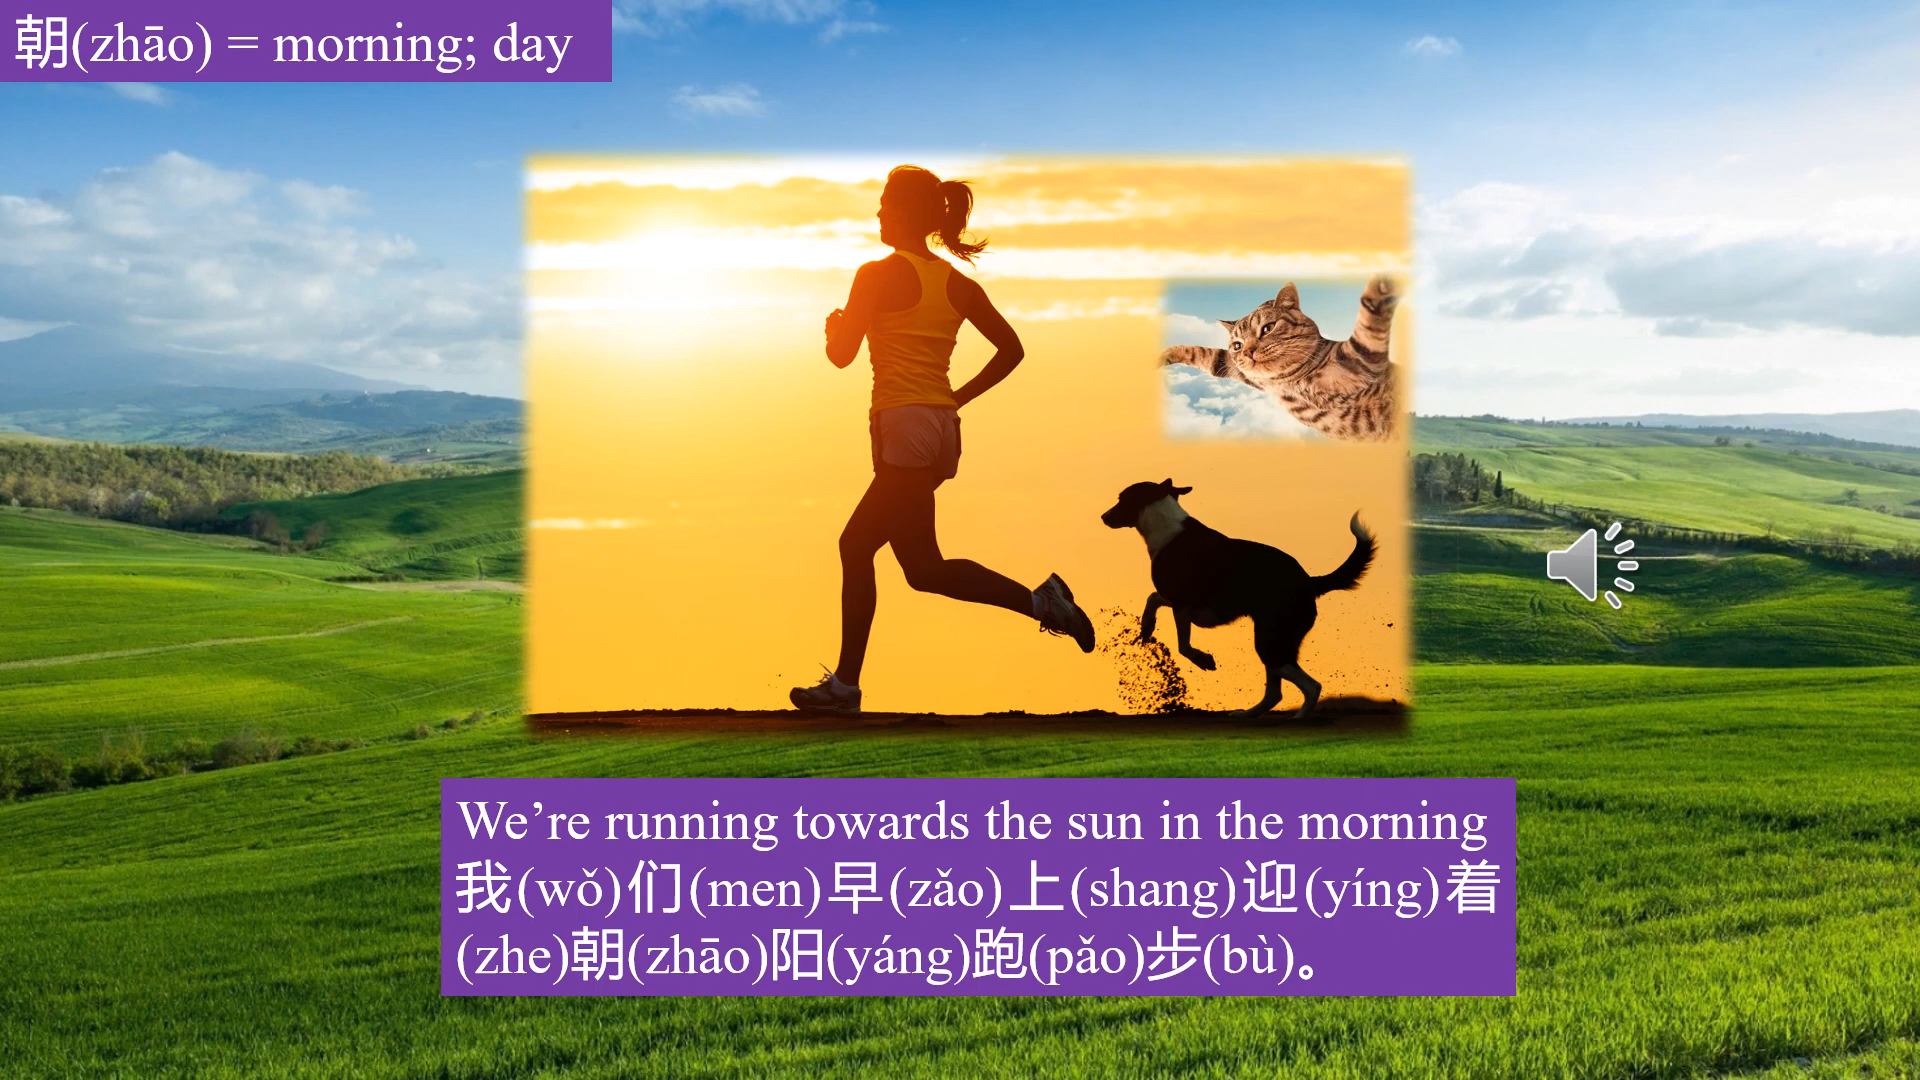 朝(zhāo) = morning; day
We’re running towards the sun in the morning
我(wǒ)们(men)早(zǎo)上(shang)迎(yíng)着
(zhe)朝(zhāo)阳(yáng)跑(pǎo)步(bù)。